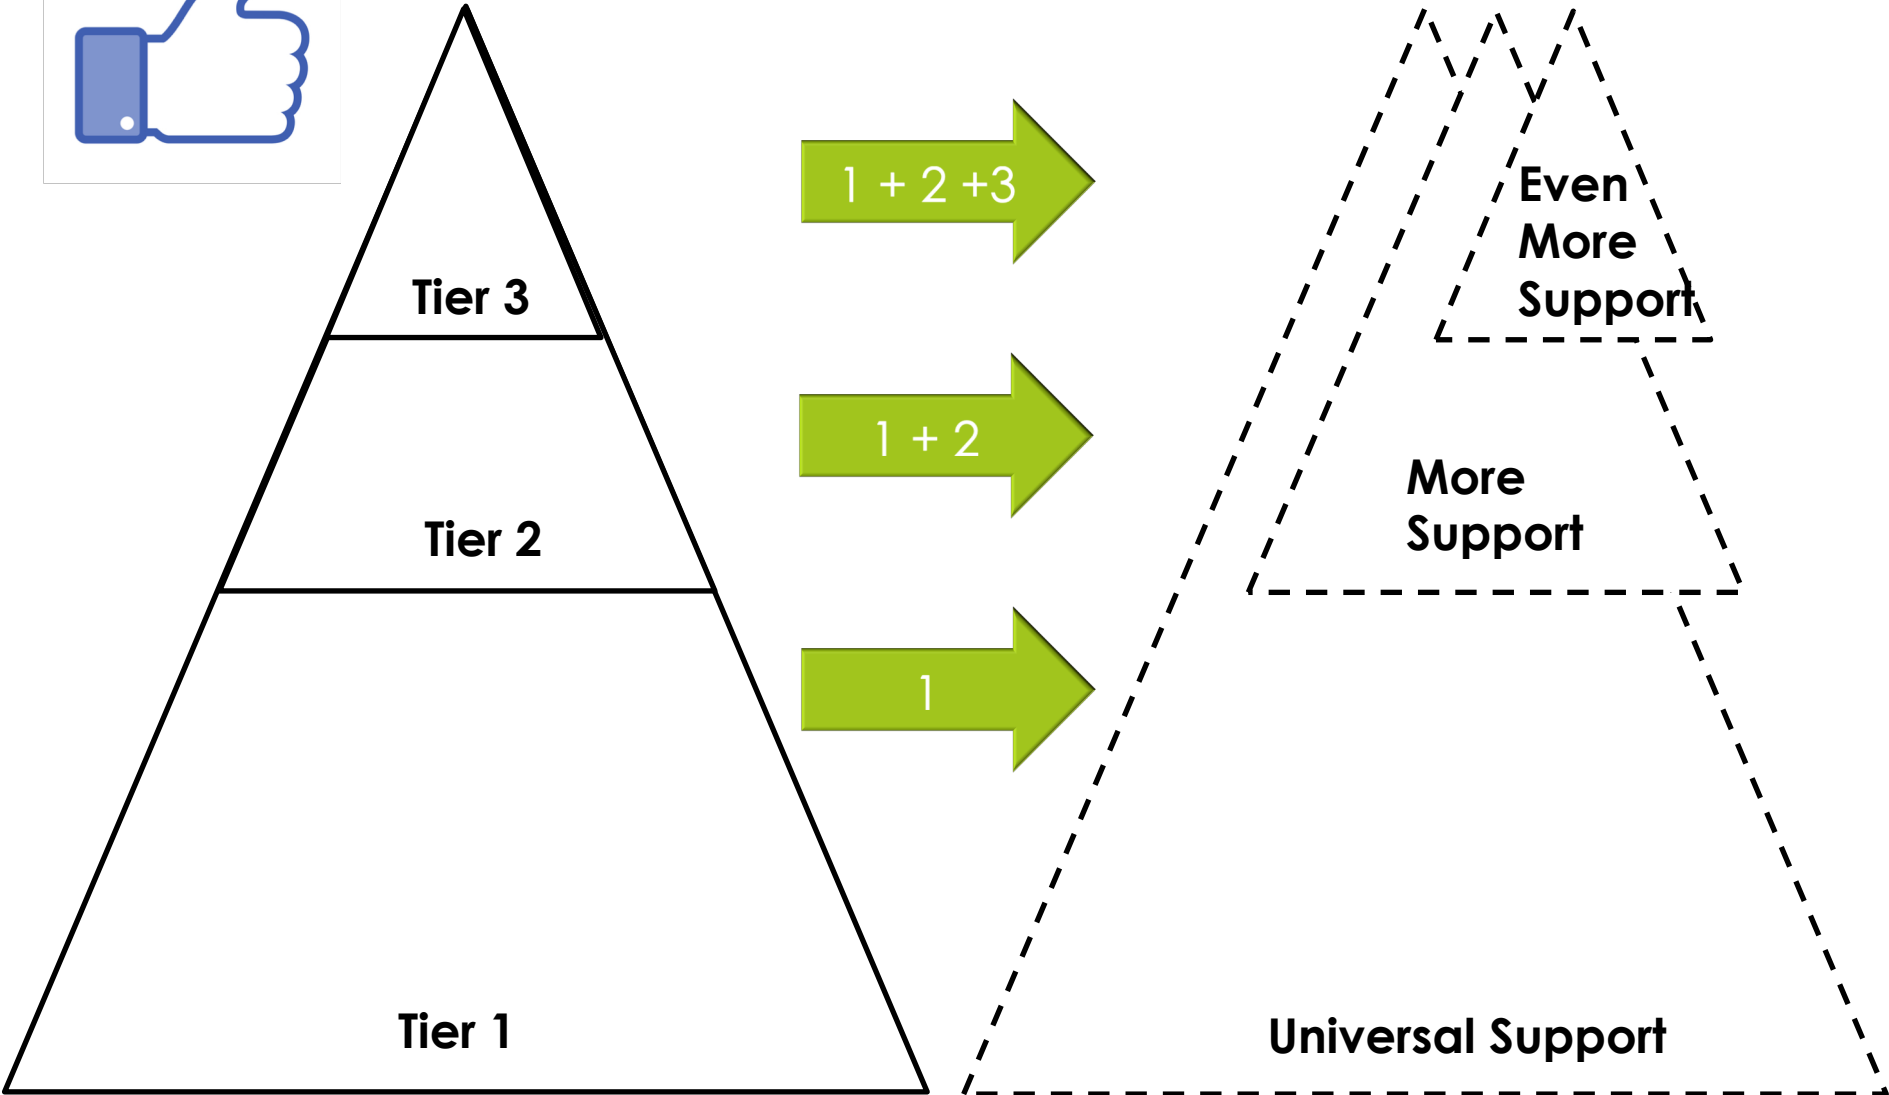 Tier 3
Tier 2
Tier 1
1 + 2 +3
1 + 2
1
Even
More
Support
More
Support
Universal Support